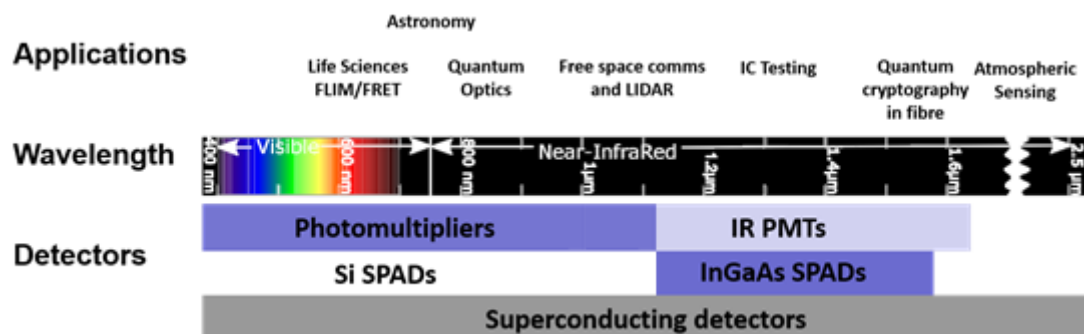 Astronomy
Applications
Life Sciences
FLIM/FRET
Quantum
Optics
Free space comms
and LIDAR
IC Testing
Quantum
cryptography
in fibre
Atmospheric
Sensing
Wavelength
400 nm
Visible
600 nm
800 nm
Near-InfraRed
1µm
1.2µm
1.4µm
1.6µm
2.5 µm
Detectors
Photomultipliers
IR PMTs
Si SPADs
InGaAs SPADs
Superconducting detectors